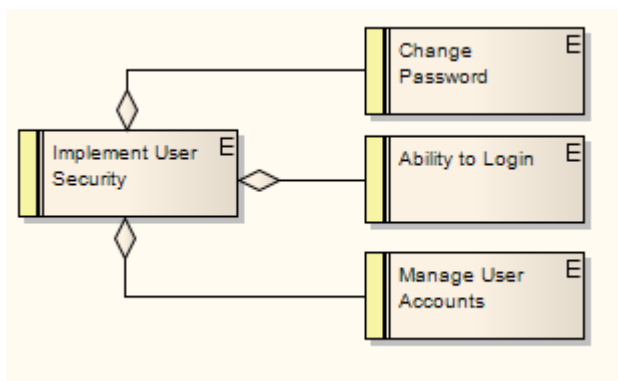 Change
Password
E
Implement User
Security
E
Ability to Login
E
Manage User
Accounts
E